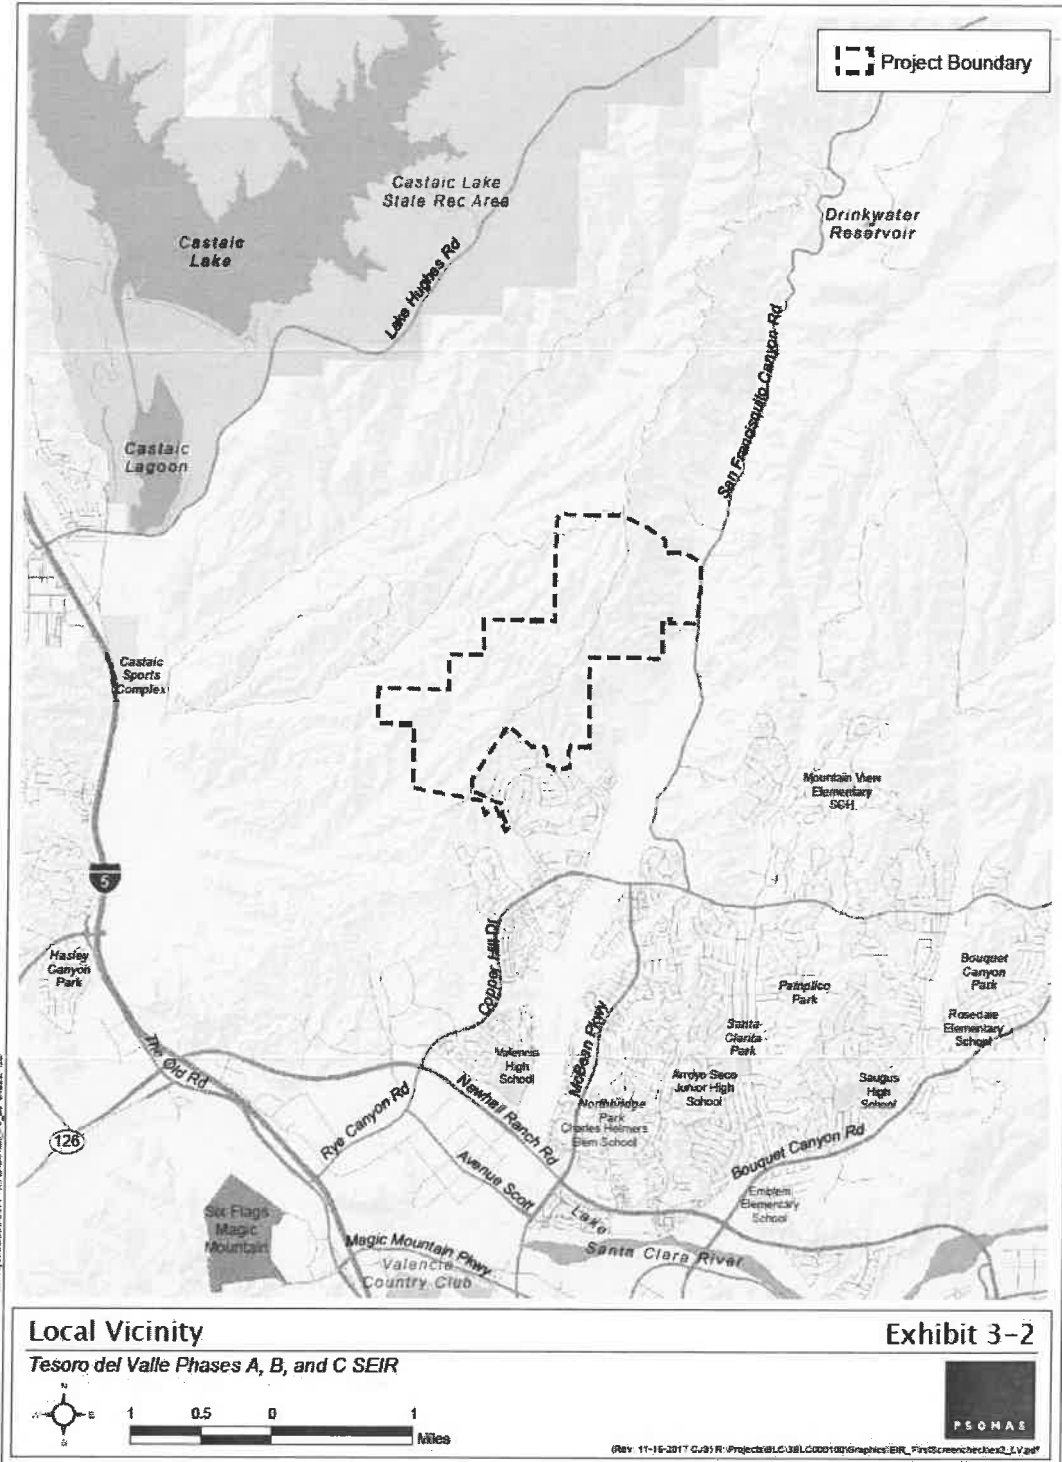 Project Boundary
Castaic Lake
State Rec Area
Drinkwater
Reservoir
Castaic
Lake
Lake Hughes Rd
San Francisquito Canyon Rd
Castaic
Lagoon
Castaic
Sports
Complex
Mountain View
Elementary
SCH.
5
Copper Hill Dr
Hasley
Canyon
Park
Bouquet
Canyon
Park
Pamplico
Park
Rosedale
Elementary
School
Santa
Clarita
Park
McBean Pkwy
The Old Rd
Valencia
High
School
Arroyo Seco
Junior High
School
Saugus
High
School
Newhall Ranch Rd
Rye Canyon Rd
Northbridge
Park
Charles Helmers
Elem School
126
Bouquet Canyon Rd
Avenue Scott
Emblem
Elementary
School
Six Flags
Magic
Mountain
Lake
Santa Clara River
Magic Mountain Pkwy
Valencia
Country Club
Local Vicinity
Exhibit 3-2
Tesoro del Valle Phases A, B, and C SEIR
N
E
S
1 0.5 0 1
Miles
PSOMAS